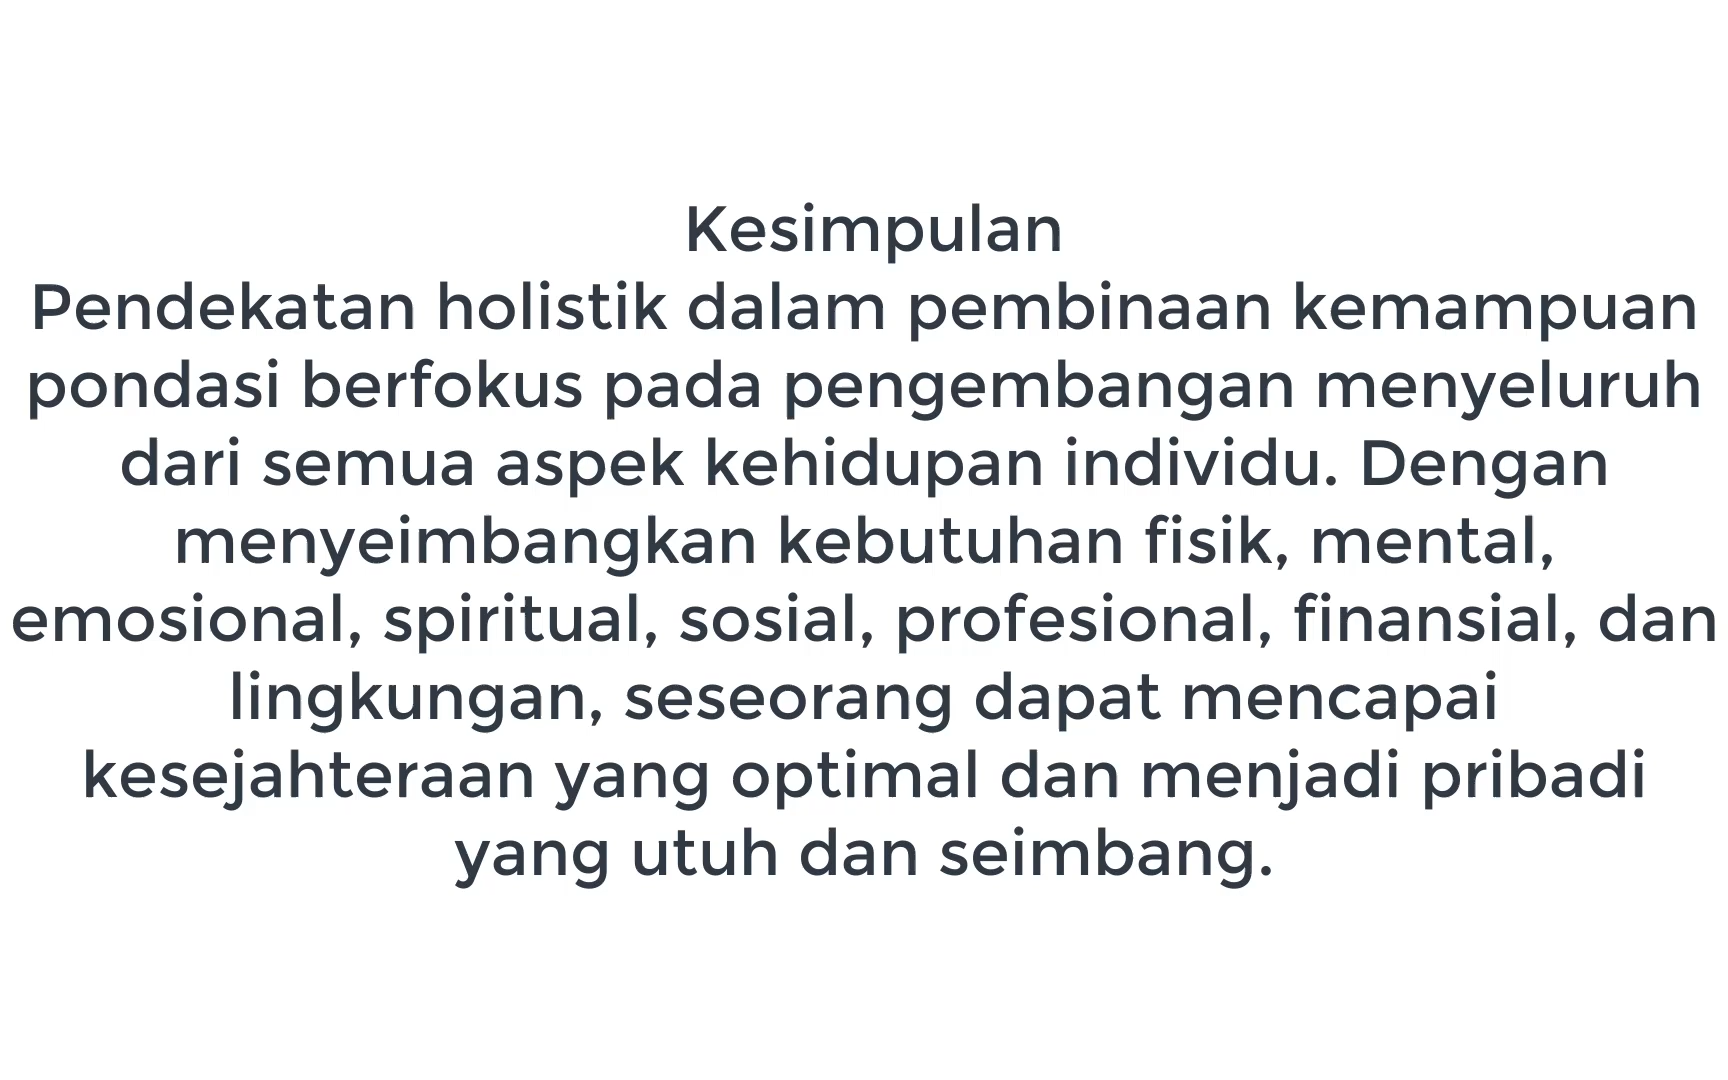 Kesimpulan
Pendekatan holistik dalam pembinaan kemampuan
pondasi berfokus pada pengembangan menyeluruh
dari semua aspek kehidupan individu. Dengan
menyeimbangkan kebutuhan fisik, mental,
emosional, spiritual, sosial, profesional, finansial, dan
lingkungan, seseorang dapat mencapai
kesejahteraan yang optimal dan menjadi pribadi
yang utuh dan seimbang.